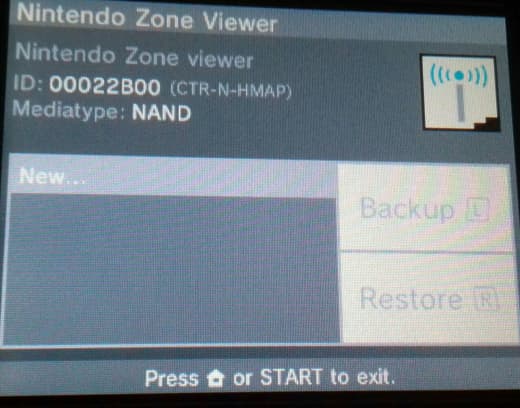 Nintendo Zone Viewer
Nintendo Zone viewer
ID: 00022B00 (CTR-N-HMAP)
Mediatype: NAND
New...
Backup L
Restore R
Press or START to exit.